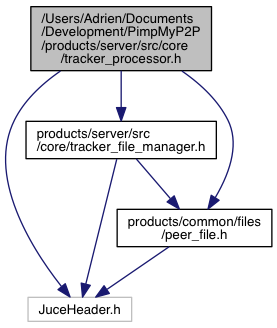 /Users/Adrien/Documents
/Development/PimpMyP2P
/products/server/src/core
/tracker_processor.h
products/server/src
/core/tracker_file_manager.h
products/common/files
/peer_file.h
JuceHeader.h